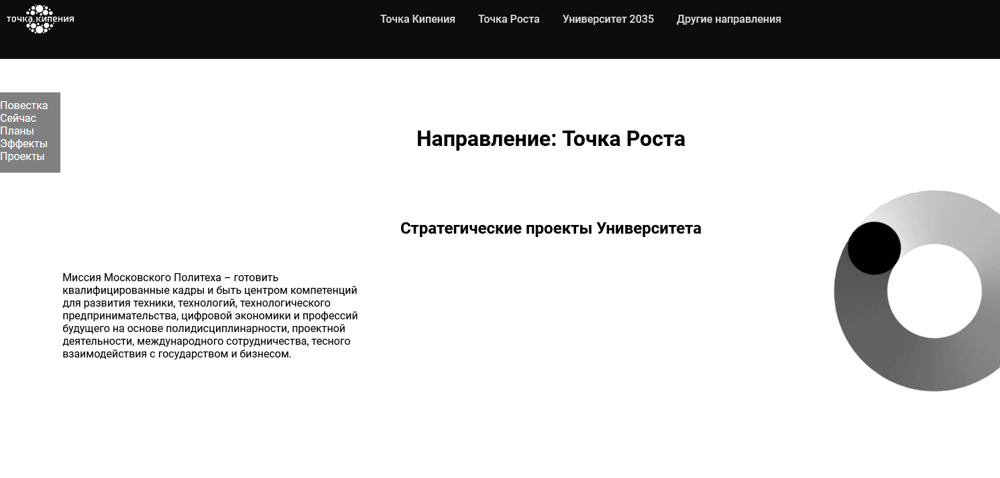 точка кипения
Точка Кипения
Точка Роста
Университет 2035
Другие направления
Повестка
Сейчас
Планы
Эффекты
Проекты
Направление: Точка Роста
Стратегические проекты Университета
Миссия Московского Политеха – готовить
квалифицированные кадры и быть центром компетенций
для развития техники, технологий, технологического
предпринимательства, цифровой экономики и профессий
будущего на основе полидисциплинарности, проектной
деятельности, международного сотрудничества, тесного
взаимодействия с государством и бизнесом.